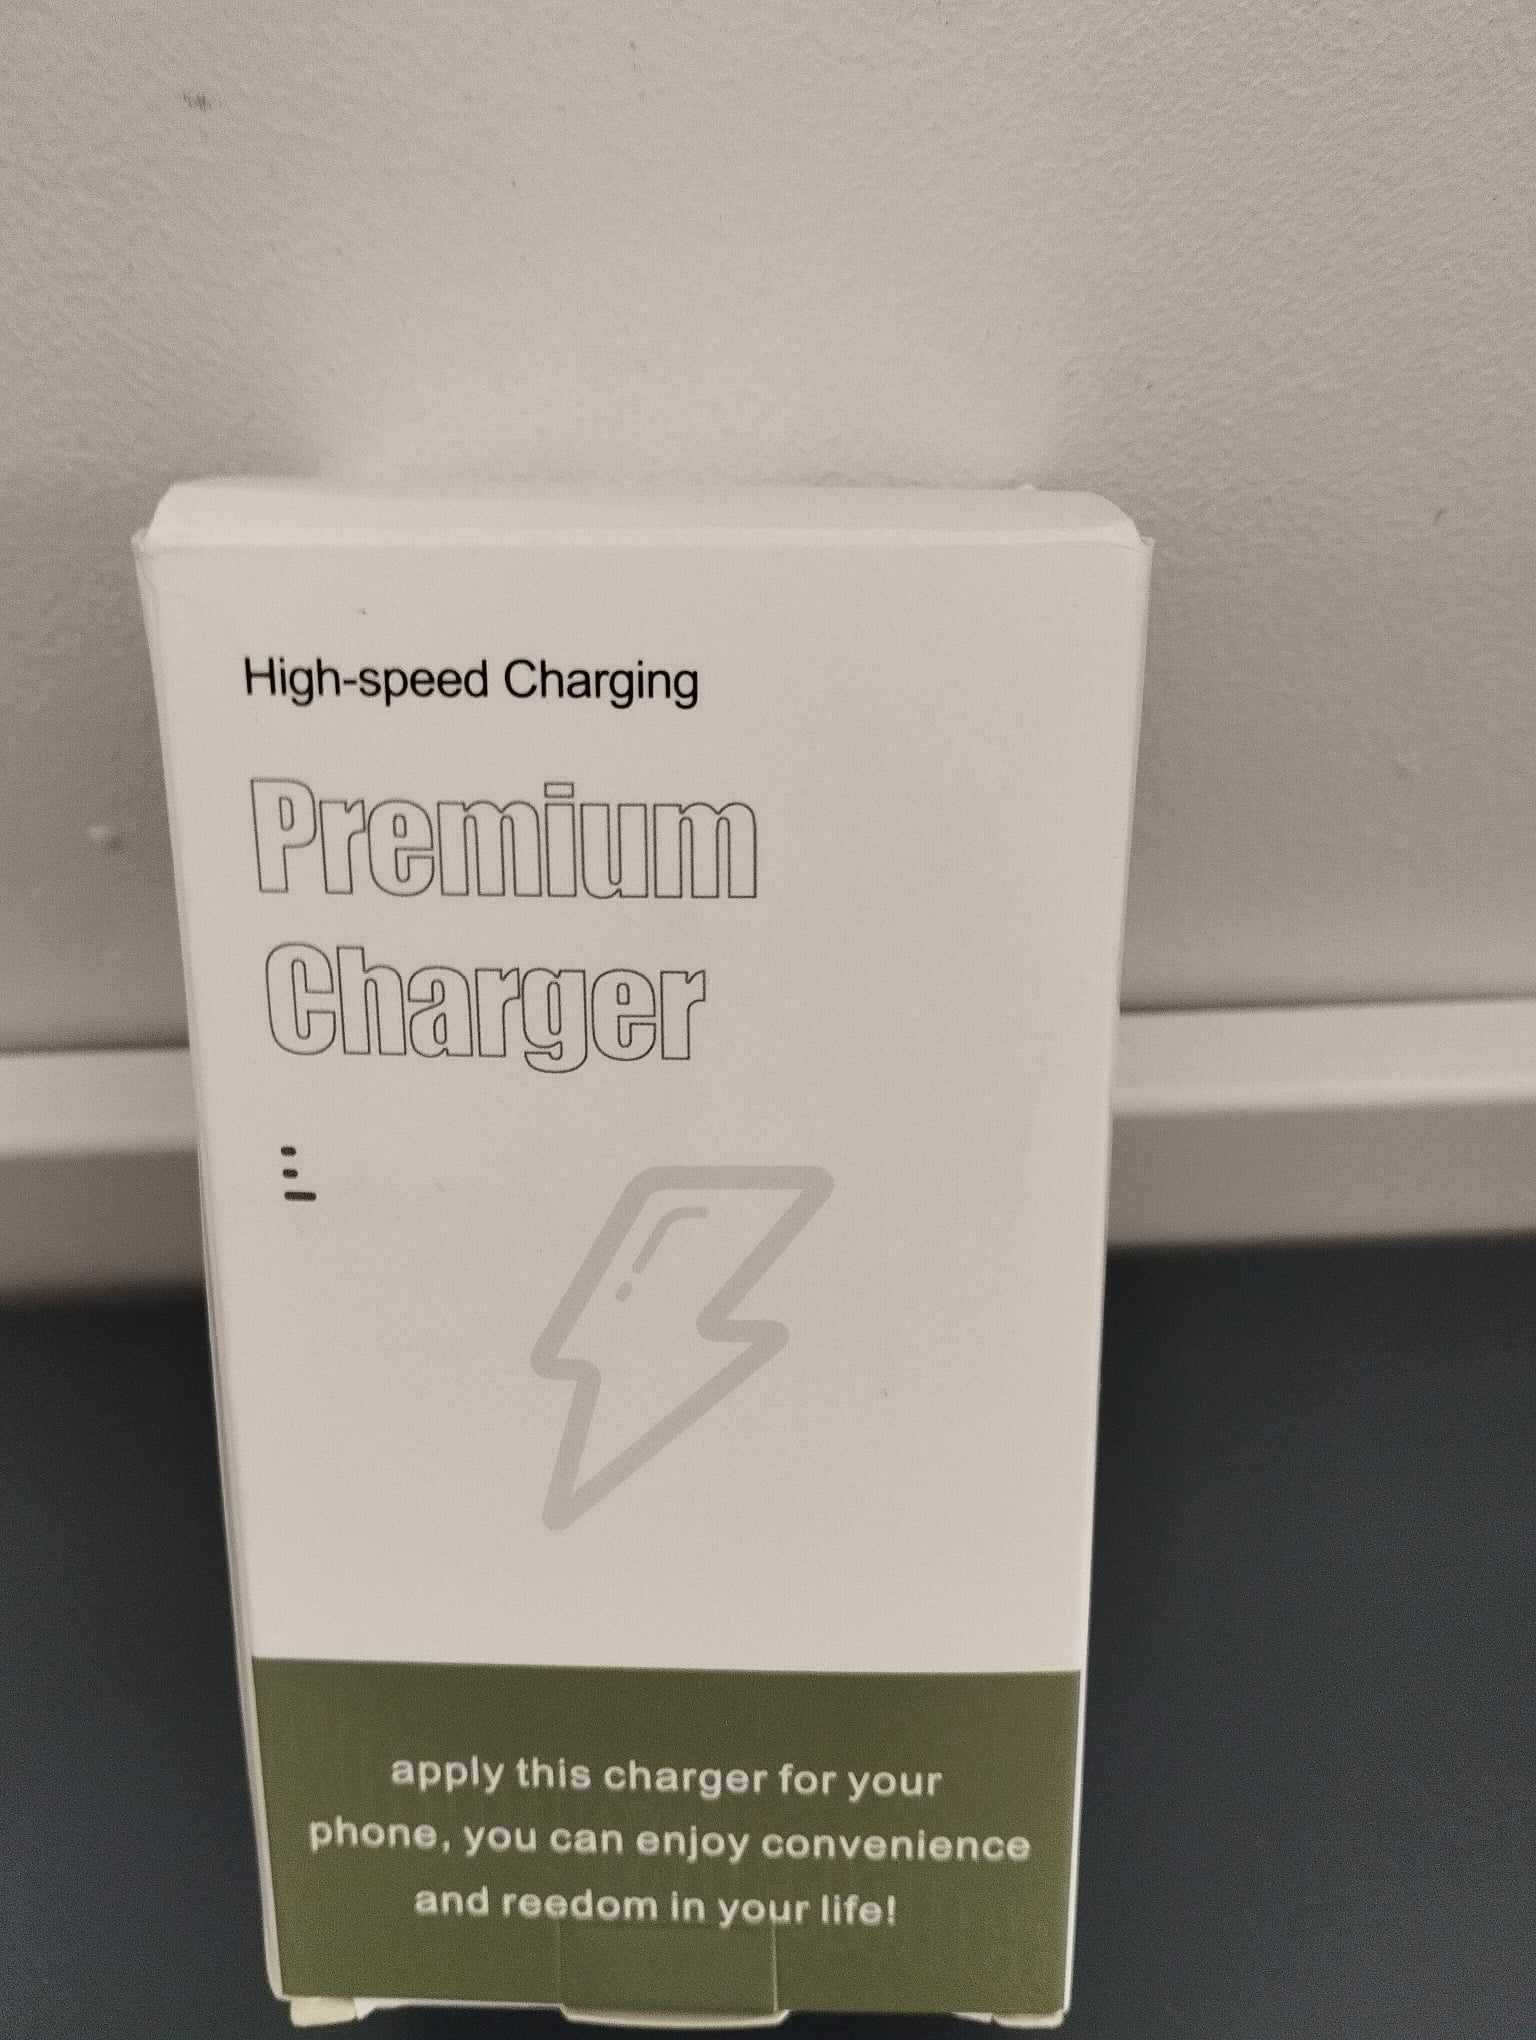 High-speed Charging
Premium
Charger
apply this charger for your
phone, you can enjoy convenience
and reedom in your life!